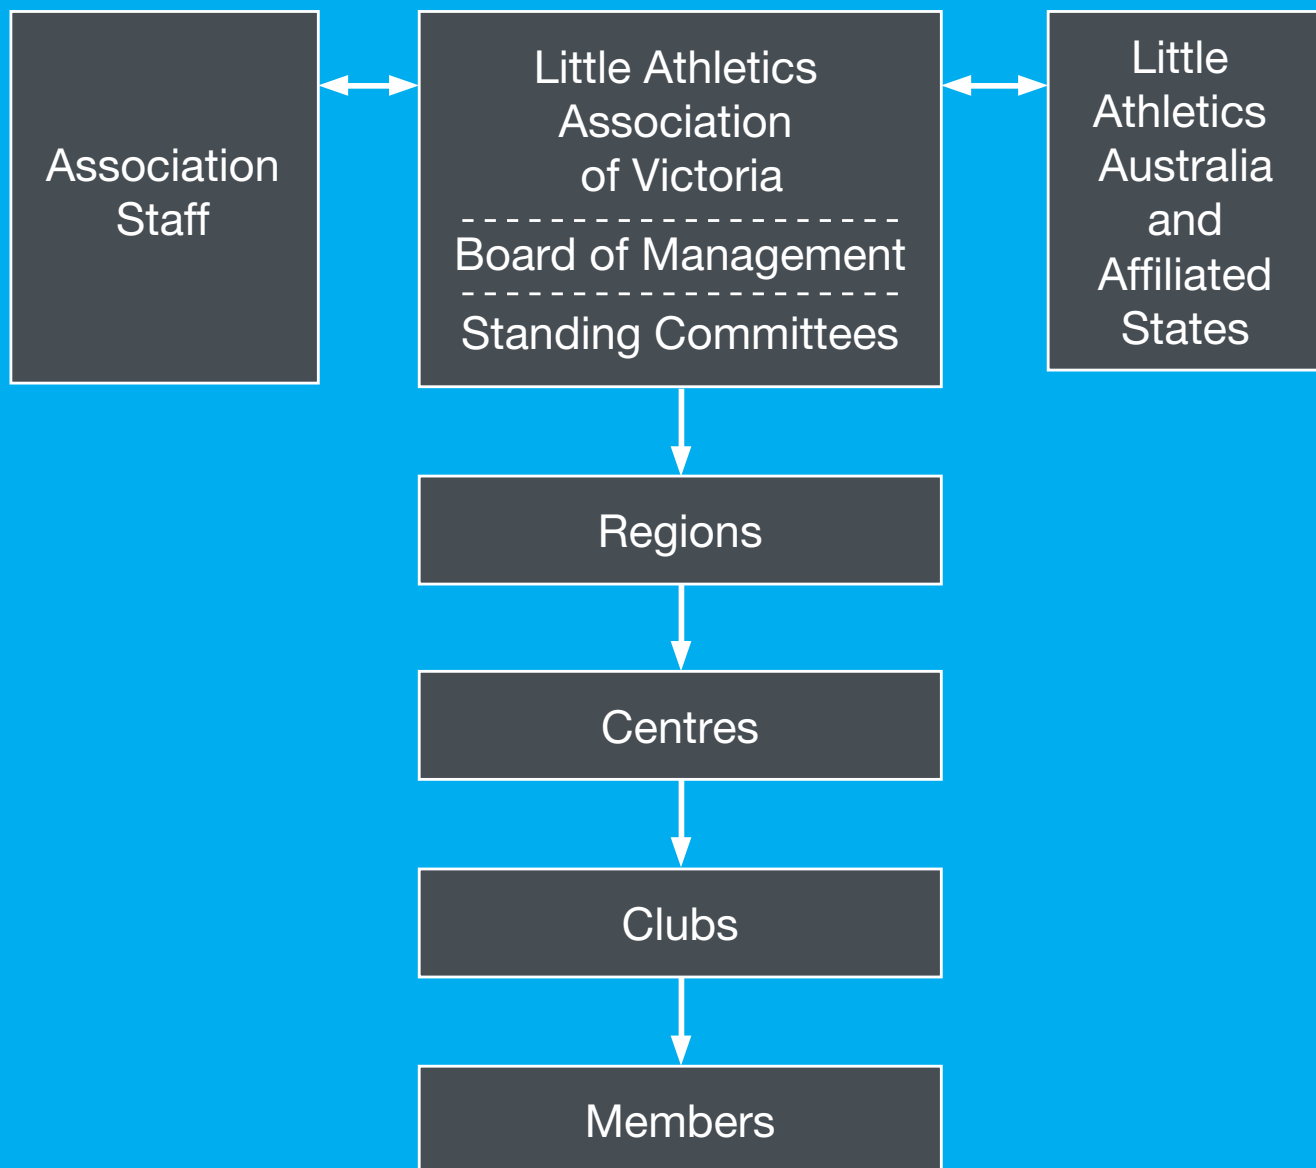 Association
Staff
Little Athletics
Association
of Victoria
Board of Management
Standing Committees
Little
Athletics
Australia
and
Affiliated
States
Regions
Centres
Clubs
Members